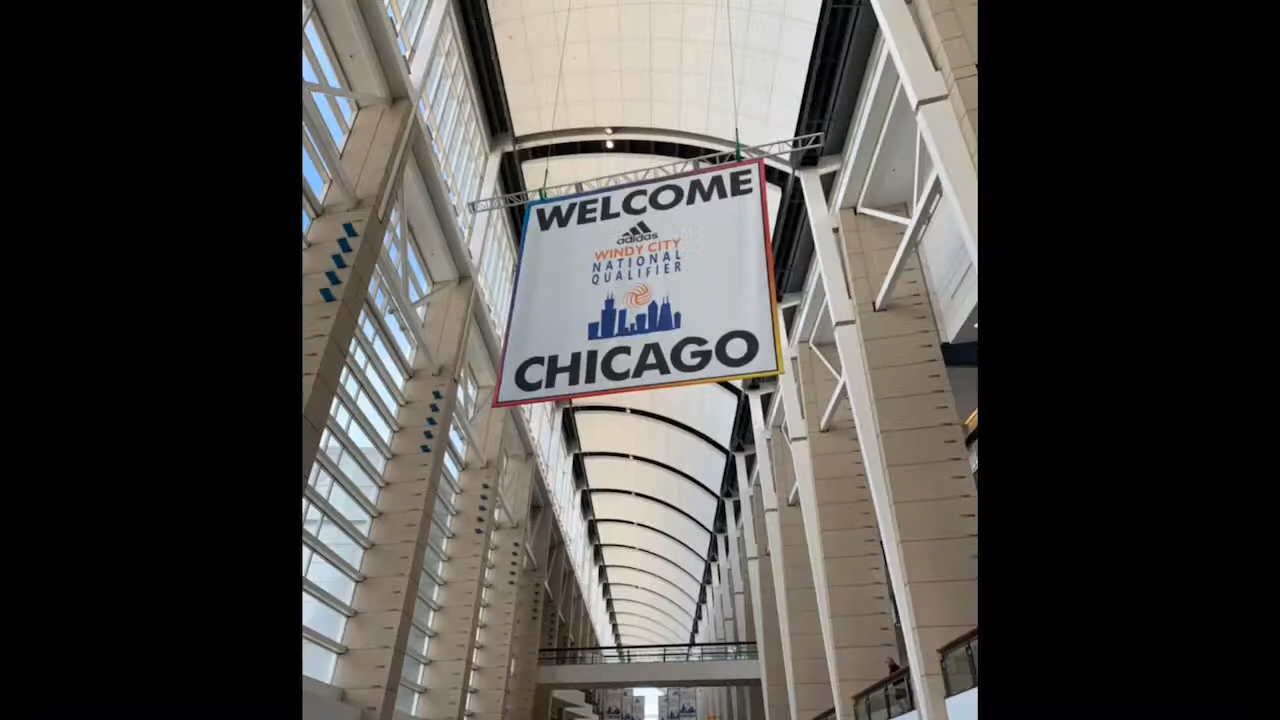 WELCOME
adidas
WINDY CITY
NATIONAL
QUALIFIER
CHICAGO